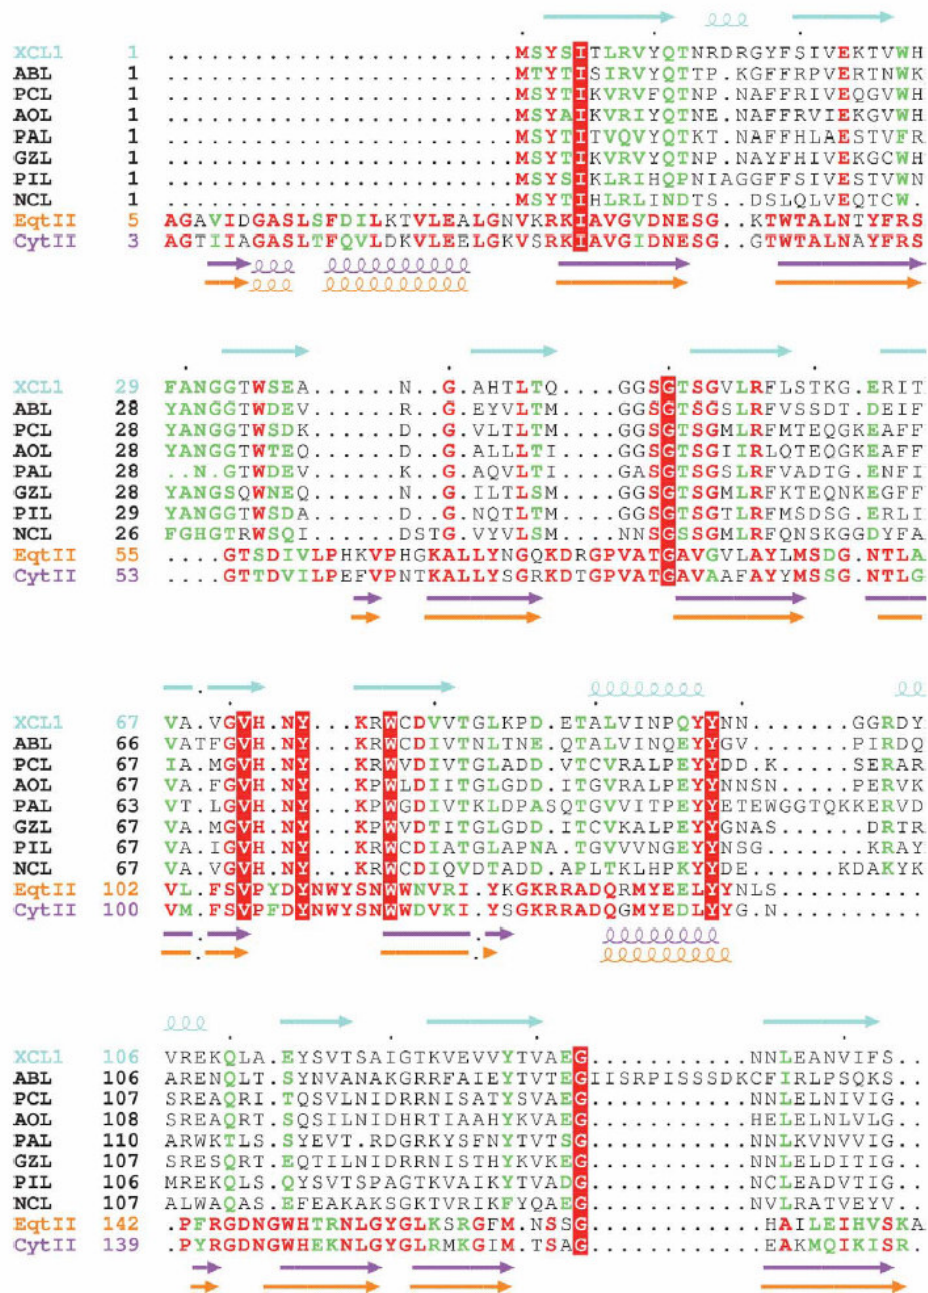 XCL1 1 ................................MSYSITLRVYQTNRDRGYFSIVEKTVWH
ABL 1 ................................MTYTISIRVYQTTP.KGFFRPVERTNWK
PCL 1 ................................MSYTIKVRVFQTNP.NAFFRIVEQGVWH
AOL 1 ................................MSYAIKVRIYQTNE.NAFFRVIEKGVWH
PAL 1 ................................MSYTITVQVYQKT.NAFFHLAESTVFR
GZL 1 ................................MSYTIKVRVYQTNP.NAYFHIVEKGCWH
PIL 1 ................................MSYTIKLRIHQPNIAGGFFSIVESTVWN
NCL 1 ................................MSYTIHLRLINDTS..DSLQLVEQTCW.
EqtII 5 AGAVIDGASLSFDILKTVLEALGNVKRKIAVGVDNESG..KTWTALNTYFRS
CytII 3 AGTIIAGASLTFQVLDKVLEELGKVSRKIAVGIDNESG..GTWTALNAYFRS
XCL1 29 FANGGTWSEA......N..G.AHTLTQ.....GGSGTSGVLRFLSTKG.ERIT
ABL 28 YANGGTWDEV......R..G.EYVLTM.....GGSGTSGSLRFVSSDT.DEIF
PCL 28 YANGGTWSDK......D..G.VLTLTM.....GGSGTSGMLRFMTEQGKEAFF
AOL 28 YANGGTWTEQ......D..G.ALLLTI.....GGSGTSGIIRLQTEQGKEAFF
PAL 28 ..N.GTWDEV......K..G.AQVLTI.....GASGTSGSLRFVADTG.ENFI
GZL 28 YANGSQWNEQ......N..G.ILTLSM.....GGSGTSGMLRFKTEQNKEGFF
PIL 29 YANGGTWSDA......D..G.NQTLST.....GGSGTSGTLRFMSDSG.ERLI
NCL 26 FGHGTRWSQI.....DSTG.VYVLSM.....GNSGSSGMLRFQNSKGGDYFA
EqtII 55 ....GTSDIVLPHKVPHGKALLYNGQKDRGPVATGAVGVLAYLMSDG.NTLA
CytII 53 ....GTTDVILPEFVPNTKALLYSGRKDTGPVATGAVAAFAYYMSSG.NTLG
XCL1 67 VA.VGVH.NY...KRWCDVVTGLKPD.ETALVINPQYYNN.......GGRDY
ABL 66 VATFGVH.NY...KRWCDIVTNLTNE.QTALVINQEYYGV.......PIRDQ
PCL 67 IA.MGVH.NY...KRWVDIVTGLADD.VTCVRALPEYYDD.K.....SERAR
AOL 67 VA.FGVH.NY...KRWLDIITGLADD.TGVRALPEYYNNSN......PERVK
PAL 63 VT.LGVH.NY...KPWGDIVTKLDPASQTGVVITPEYYETEWGGTQKKERVD
GZL 67 VA.MGVH.NY...KPWVDTITGLGDD.ITCVKALPEYYGNAS.......DRTR
PIL 67 VA.IGVH.NY...KRWCDIATGLAPNA.TGVVVNGEYYNG.......SKRAY
NCL 67 VA.VGVH.NY...KRWCDIQVDTADD.APLTKLHPKYYDE......KDAKYK
EqtII 102 VL.FSVPYDYNWYSNWWNVRI.YKGKRRADQRMYEELYYNLS..........
CytII 100 VM.FSVPFDYNWYSNWWDVKI.YSGKRRADQGMYEDLYYG.N..........
XCL1 106 VREKQLA.EYSVTSAIGTKVEVVYTVAEG............NNLEANVIFS..
ABL 106 ARENQLT.SYNVANAKGRRFAIEYTVTEGIISRPISSSDKCFIRLPSQKS..
PCL 107 SREAQRI.TQSVLNIDRRNISATYSVAEG............NNLELNIVIG..
AOL 108 SREAQRT.SQSILNIDHRTIAAHYKVAEG............HELELNLVLG..
PAL 110 ARWKTLS.SYEVT.RDGRKYSFNYTVTSG............NNLKVNVVIG..
GZL 107 SRESQRT.EQTILNIDRRNISTHYKVKEG............NNLELDITIG..
PIL 106 MREKQLS.QYSVTSPAGTKVAIKYTVADG............NCLEADVTIG..
NCL 107 ALWAQAS.EFEAKAKSGKTVRIKFYQAEG............NVLRATVEYV..
EqtII 142 .PFRGDNGWHTRNLGYGLKSRGFM.NSSG............HAILEIHVSKA
CytII 139 .PYRGDNGWHEKNLGYGLRMKGIM.TSAG............EAKMQIKISR.